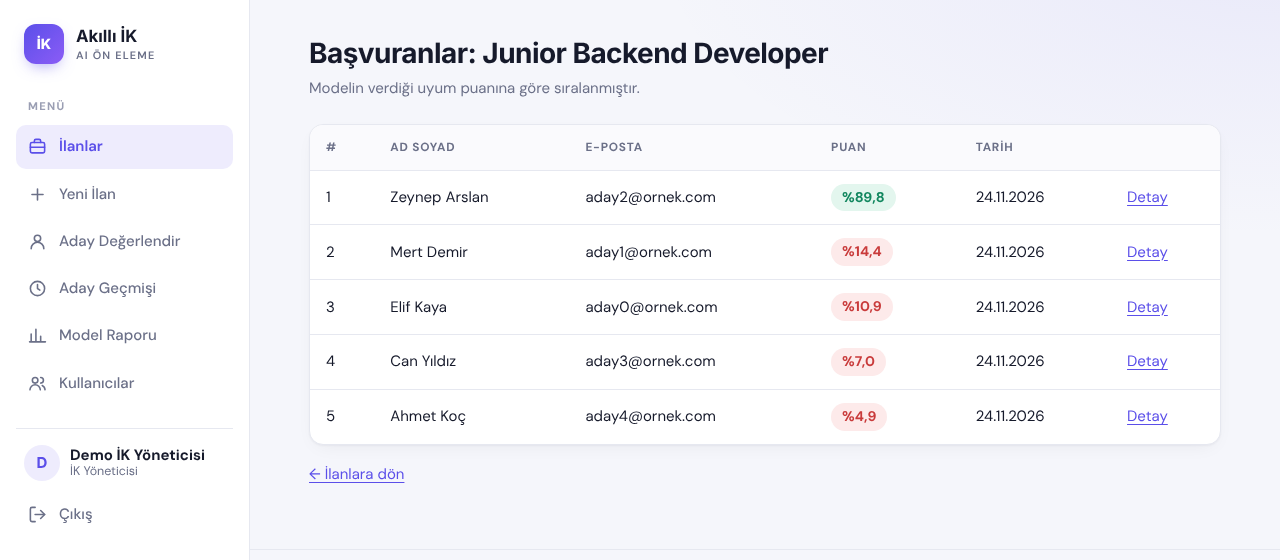 İK
Akıllı İK
AI ÖN ELEME
MENÜ
İlanlar
Yeni İlan
Aday Değerlendir
Aday Geçmişi
Model Raporu
Kullanıcılar
D
Demo İK Yöneticisi
İK Yöneticisi
Çıkış
Başvuranlar: Junior Backend Developer
Modelin verdiği uyum puanına göre sıralanmıştır.
# AD SOYAD E-POSTA PUAN TARİH
1 Zeynep Arslan aday2@ornek.com %89,8 24.11.2026 Detay
2 Mert Demir aday1@ornek.com %14,4 24.11.2026 Detay
3 Elif Kaya aday0@ornek.com %10,9 24.11.2026 Detay
4 Can Yıldız aday3@ornek.com %7,0 24.11.2026 Detay
5 Ahmet Koç aday4@ornek.com %4,9 24.11.2026 Detay
← İlanlara dön